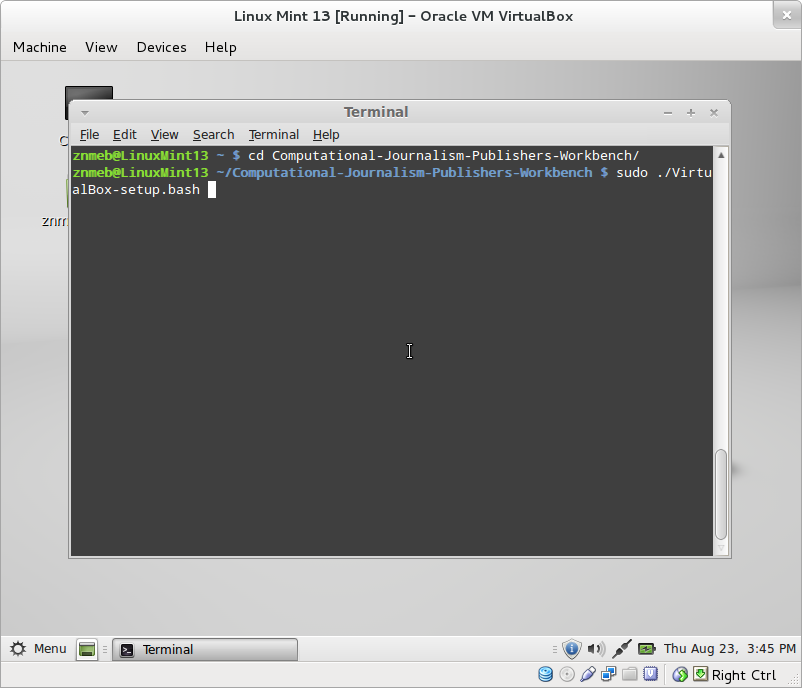 Linux Mint 13 [Running] – Oracle VM VirtualBox
Machine View Devices Help
Terminal
File Edit View Search Terminal Help
znmeb@LinuxMint13 ~ $ cd Computational-Journalism-Publishers-Workbench/
znmeb@LinuxMint13 ~/Computational-Journalism-Publishers-Workbench $ sudo ./Virtu
alBox-setup.bash
Menu Terminal Thu Aug 23, 3:45 PM
Right Ctrl